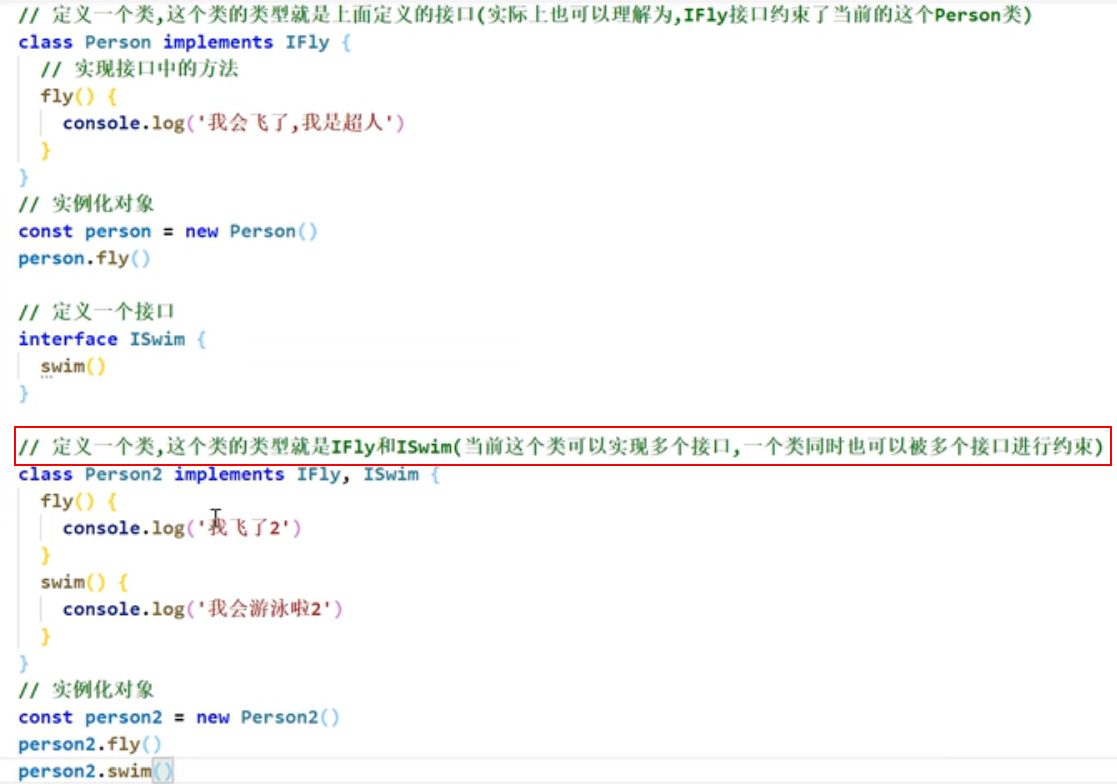 // 定义一个类,这个类的类型就是上面定义的接口(实际上也可以理解为,IFly接口约束了当前的这个Person类)
class Person implements IFly {
  // 实现接口中的方法
  fly() {
    console.log('我会飞了,我是超人')
  }
}
// 实例化对象
const person = new Person()
person.fly()

// 定义一个接口
interface ISwim {
  swim()
}

// 定义一个类,这个类的类型就是IFly和ISwim(当前这个类可以实现多个接口,一个类同时也可以被多个接口进行约束)
class Person2 implements IFly, ISwim {
  fly() {
    console.log('我飞了2')
  }
  swim() {
    console.log('我会游泳啦2')
  }
}
// 实例化对象
const person2 = new Person2()
person2.fly()
person2.swim()